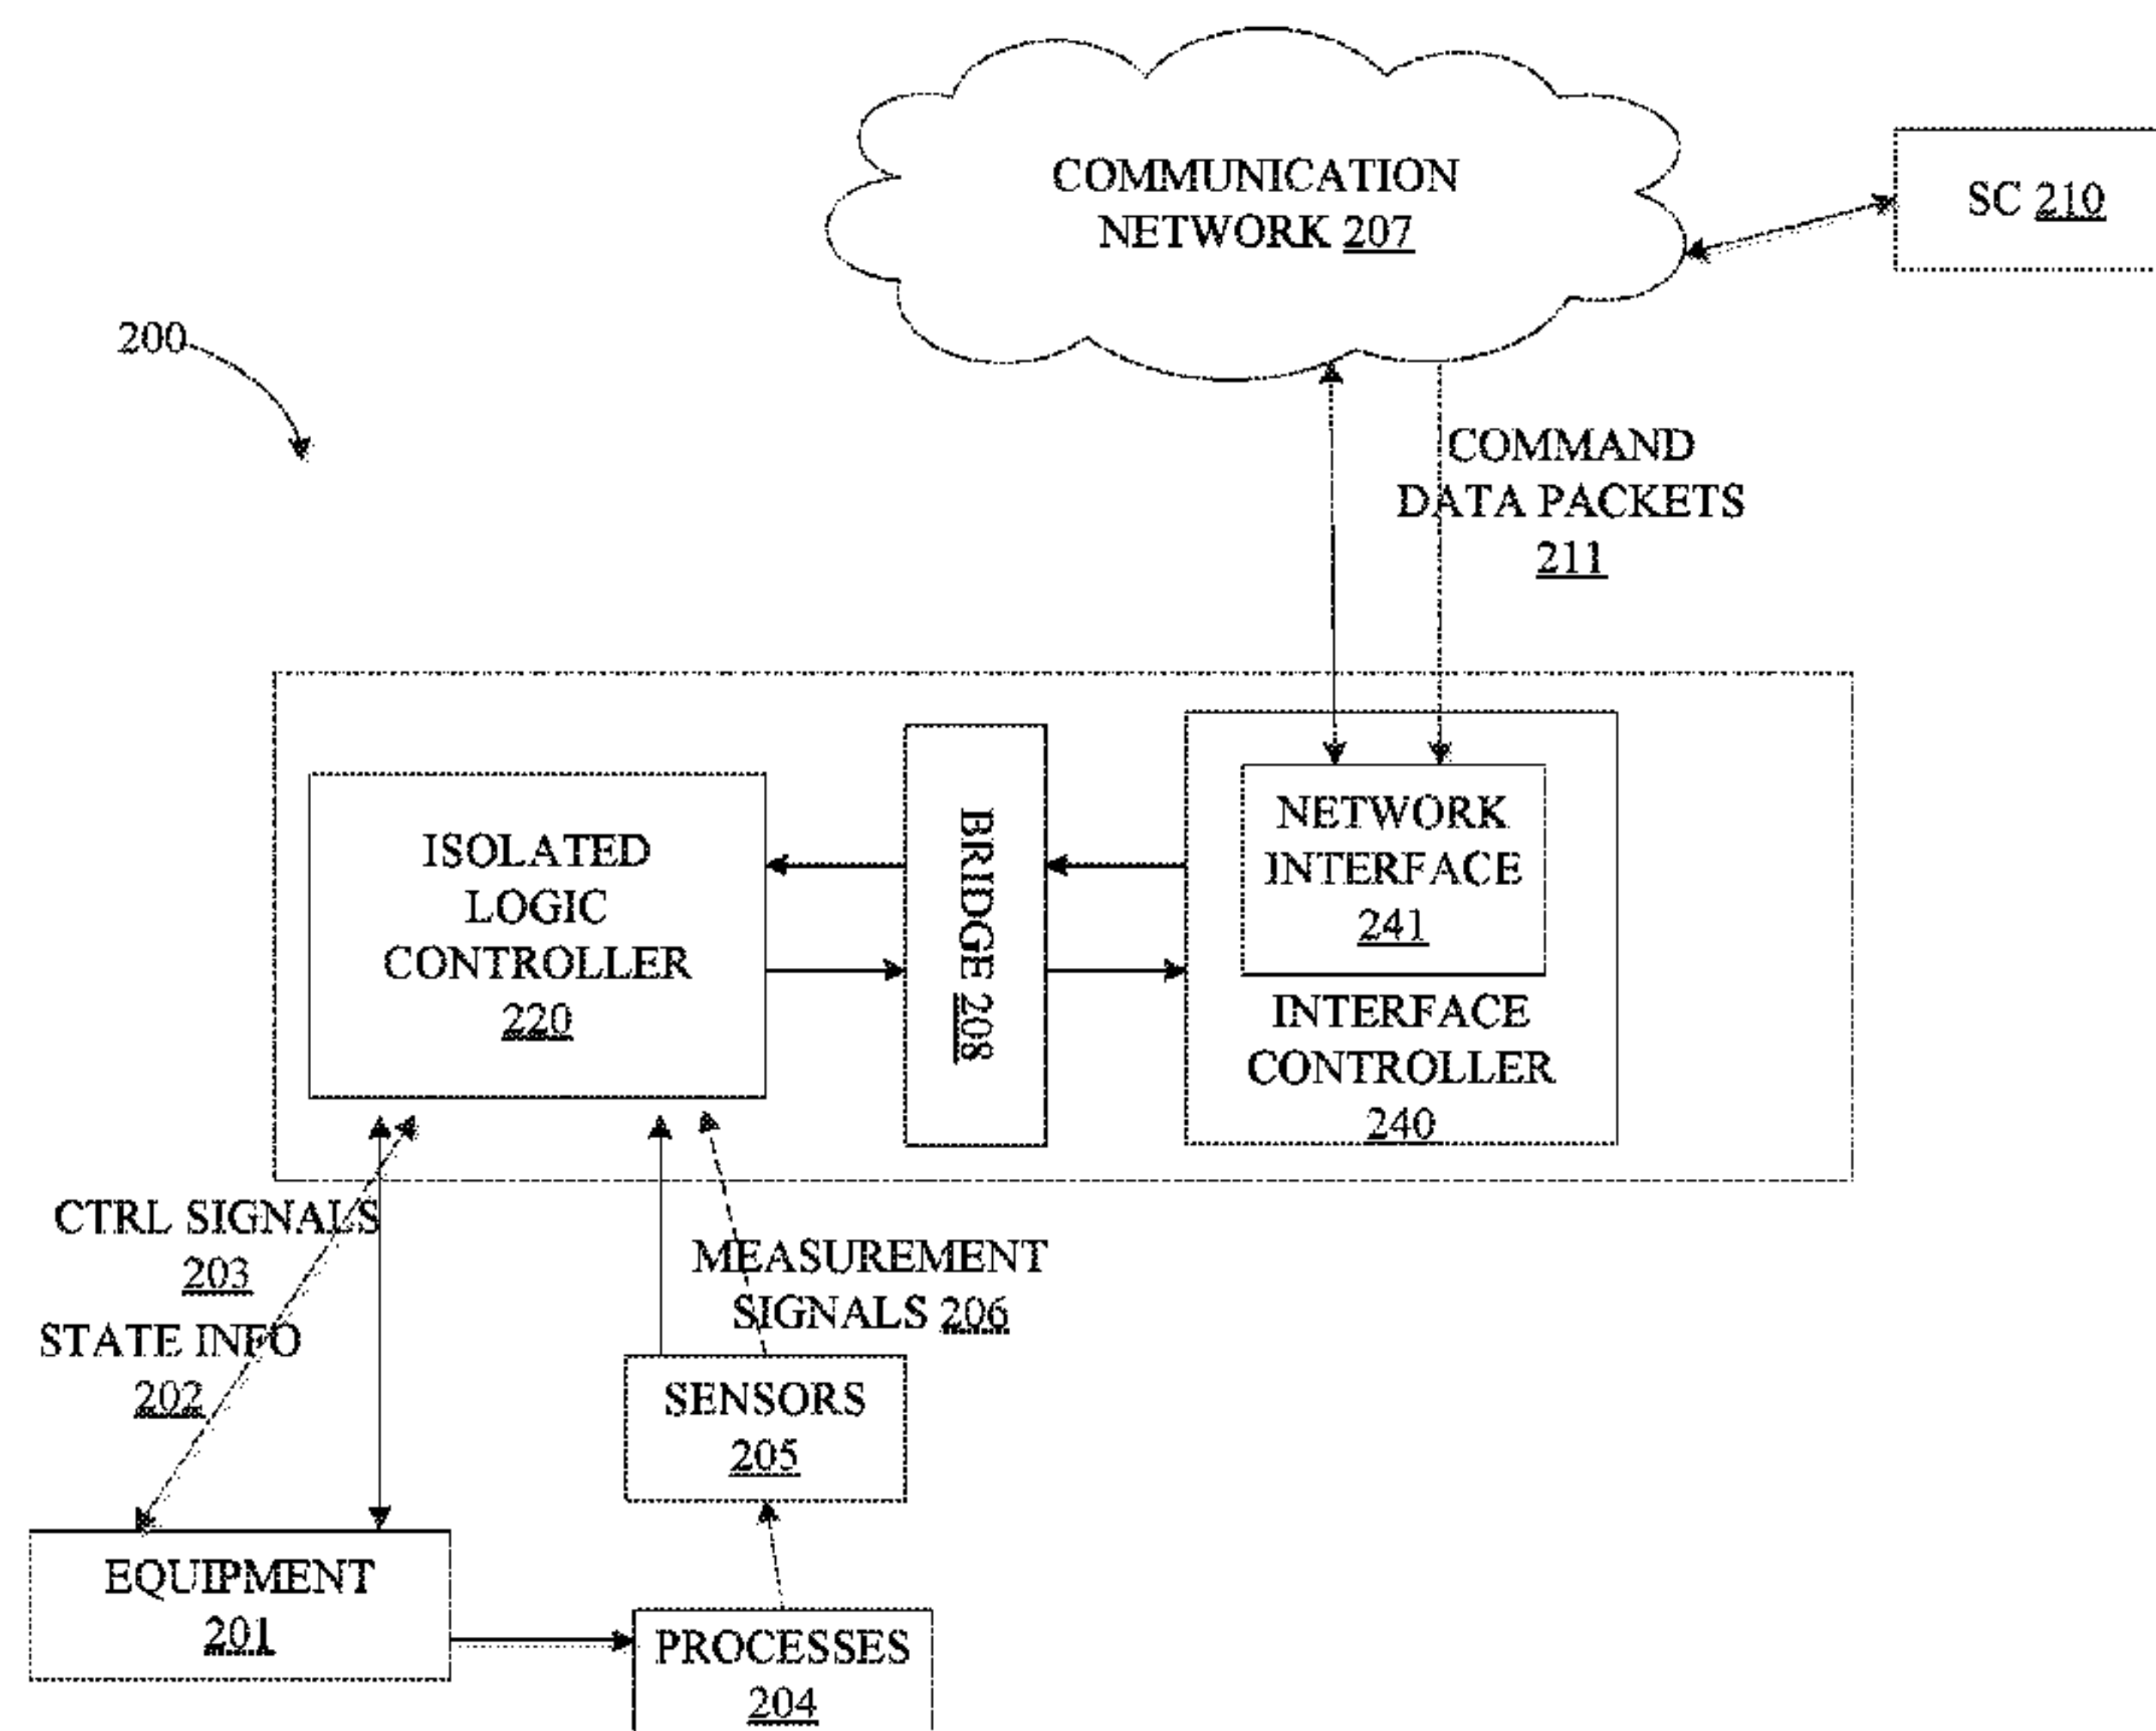 COMMUNICATION
NETWORK 207
SC 210
200
COMMAND
DATA PACKETS
211
ISOLATED
LOGIC
CONTROLLER
220
BRIDGE 208
NETWORK
INTERFACE
241
INTERFACE
CONTROLLER
240
CTRL SIGNALS
203
STATE INFO
202
MEASUREMENT
SIGNALS 206
SENSORS
205
EQUIPMENT
201
PROCESSES
204